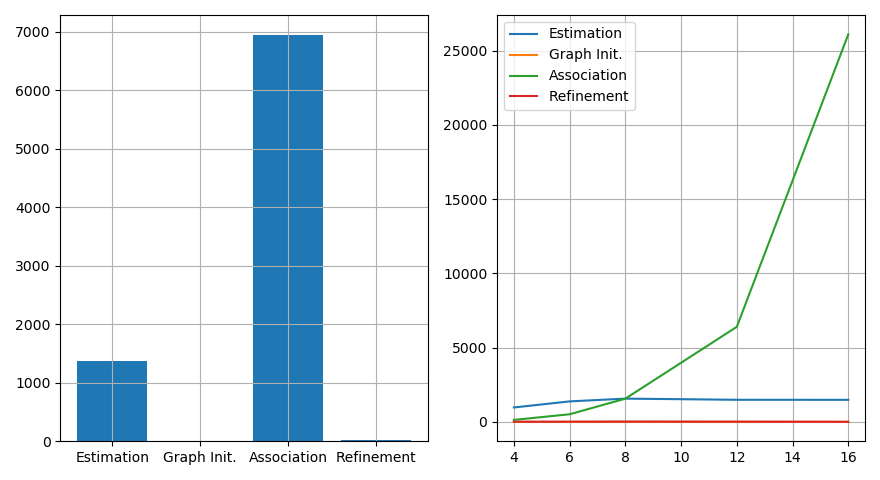 7000
6000
5000
4000
3000
2000
1000
0
Estimation Graph Init. Association Refinement
Estimation
Graph Init.
Association
Refinement
25000
20000
15000
10000
5000
0
4 6 8 10 12 14 16